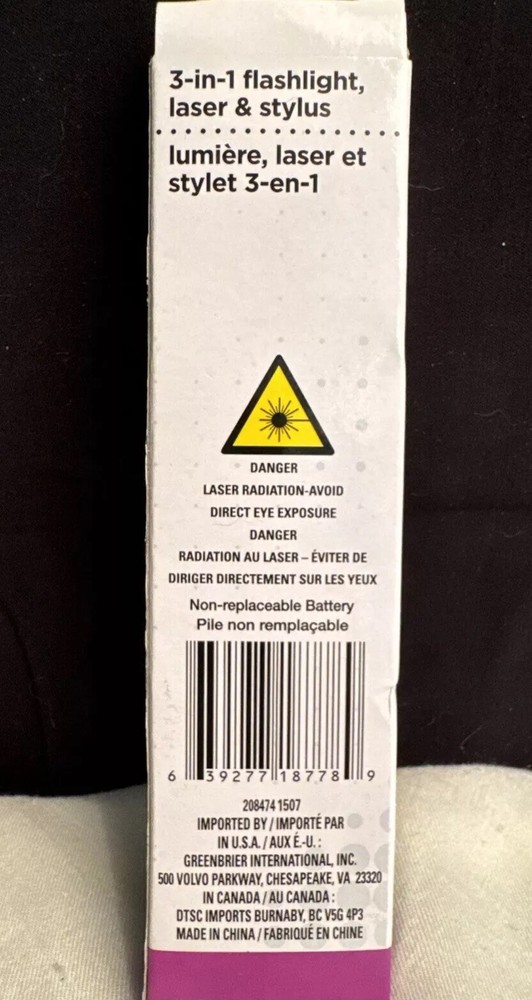 3-in-1 flashlight,
laser & stylus
lumière, laser et
stylet 3-en-1
DANGER
LASER RADIATION-AVOID
DIRECT EYE EXPOSURE
DANGER
RADIATION AU LASER – ÉVITER DE
DIRIGER DIRECTEMENT SUR LES YEUX
Non-replaceable Battery
Pile non remplaçable
6 39277 18778 9
208474 1507
IMPORTED BY / IMPORTÉ PAR
IN U.S.A. / AUX É.-U. :
GREENBRIER INTERNATIONAL, INC.
500 VOLVO PARKWAY, CHESAPEAKE, VA 23320
IN CANADA / AU CANADA :
DTSC IMPORTS BURNABY, BC V5G 4P3
MADE IN CHINA / FABRIQUÉ EN CHINE